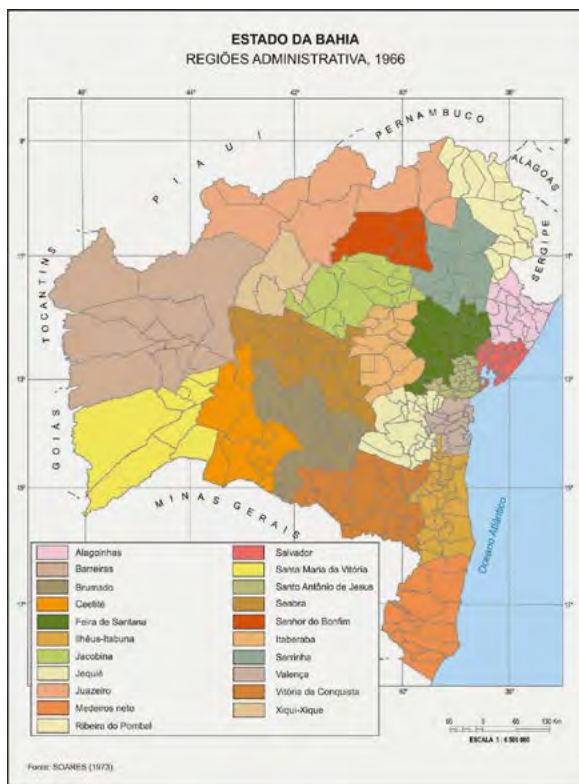 ESTADO DA BAHIA
REGIÕES ADMINISTRATIVA, 1966
PERNAMBUCO
PIAUÍ
ALAGOAS
SERGIPE
TOCANTINS
GOIÁS
MINAS GERAIS
Oceano Atlântico
Alagoinhas
Barreiras
Brumado
Caetité
Feira de Santana
Ilhéus-Itabuna
Jacobina
Jequié
Juazeiro
Medeiros neto
Ribeira do Pombal
Salvador
Santa Maria da Vitória
Santo Antônio de Jesus
Seabra
Senhor do Bonfim
Itaberaba
Serrinha
Valença
Vitória da Conquista
Xiqui-Xique
ESCALA 1 : 6 500 000
Fonte: SOARES (1973)